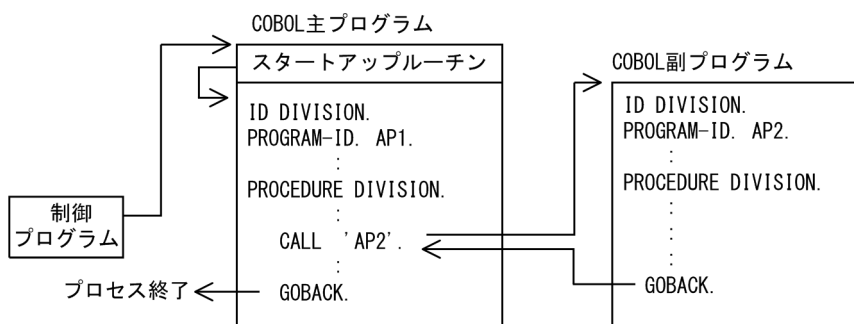 COBOL主プログラム
スタートアップルーチン
ID DIVISION.
PROGRAM-ID. AP1.
:
PROCEDURE DIVISION.
:
CALL 'AP2'.
:
GOBACK.
制御
プログラム
プロセス終了
COBOL副プログラム
ID DIVISION.
PROGRAM-ID. AP2.
:
PROCEDURE DIVISION.
:
:
:
GOBACK.